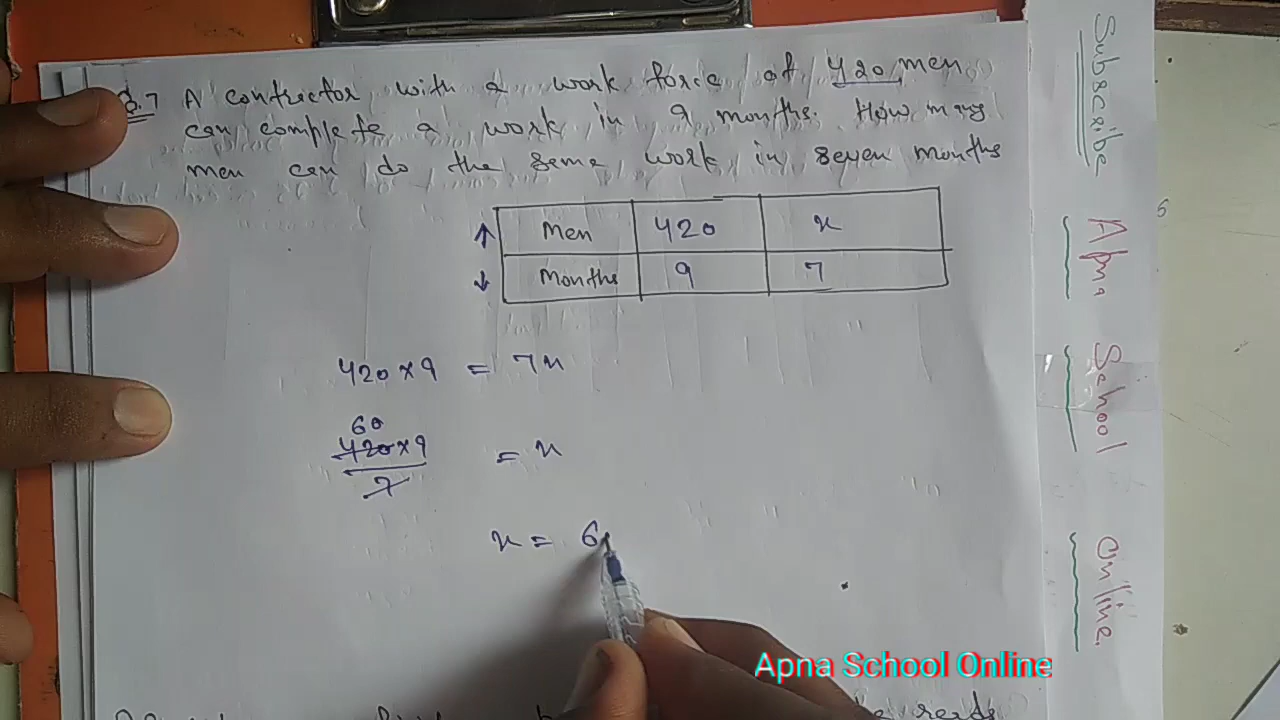 Q.7 A contractor with a work force of 420 men
can complete a work in 9 months. How many
men can do the same work in seven months
↑ Men 420 x
↓ Months 9 7
420 × 9 = 7x
60
420×9 = x
7
x = 6
Subscribe Apna School Online
Apna School Online
reads